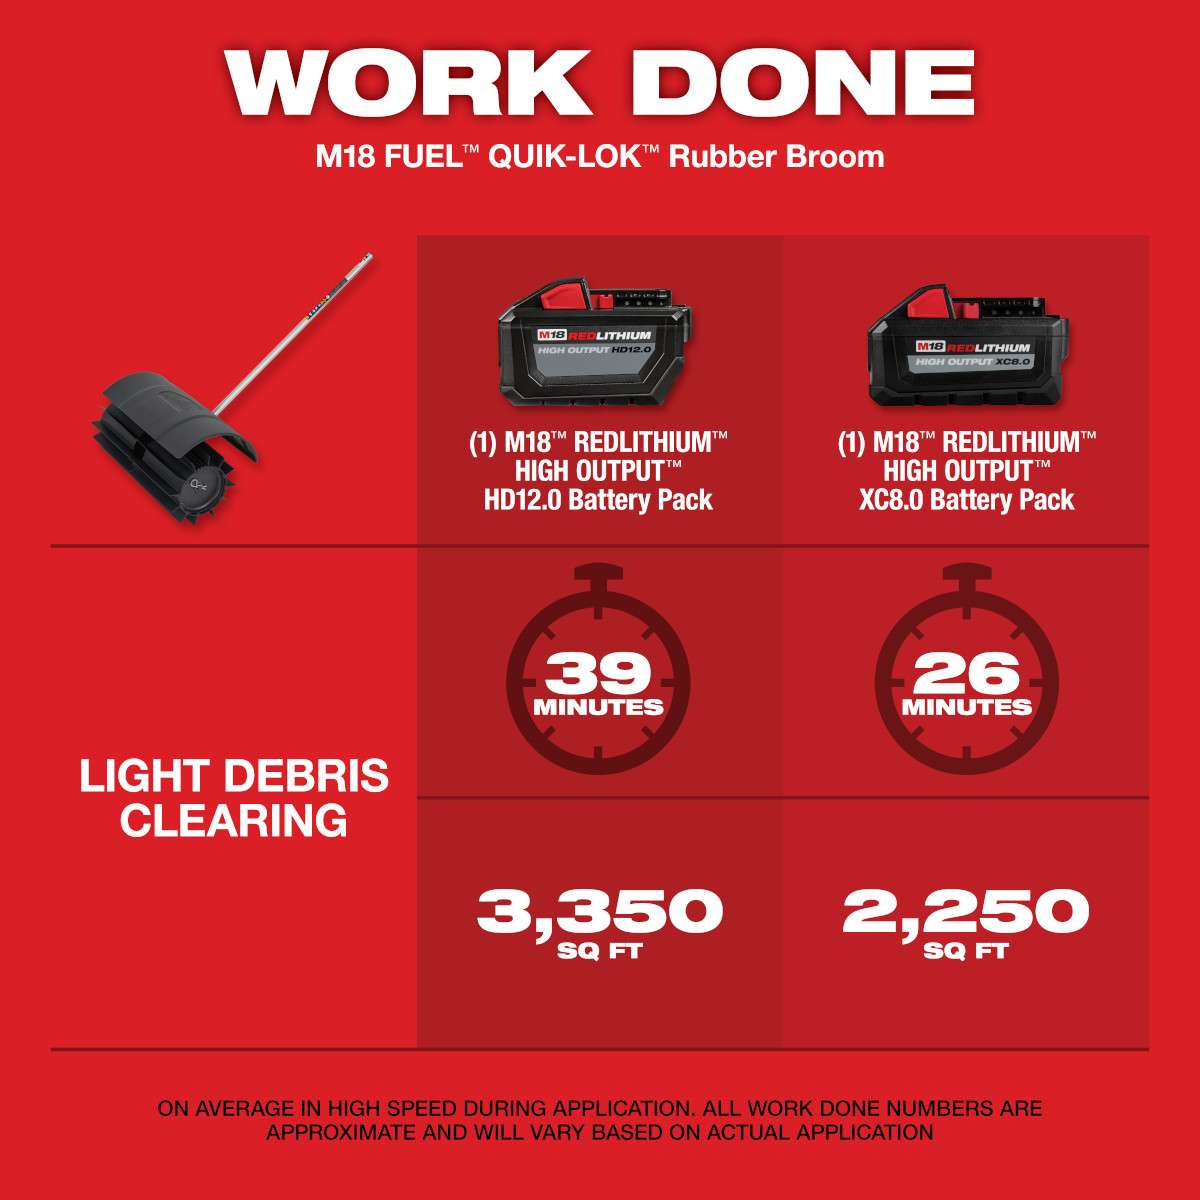 WORK DONE
M18 FUEL™ QUIK-LOK™ Rubber Broom
M18 REDLITHIUM
HIGH OUTPUT HD12.0
M18 REDLITHIUM
HIGH OUTPUT XC8.0
(1) M18™ REDLITHIUM™
HIGH OUTPUT™
HD12.0 Battery Pack
(1) M18™ REDLITHIUM™
HIGH OUTPUT™
XC8.0 Battery Pack
LIGHT DEBRIS
CLEARING
39
MINUTES
26
MINUTES
3,350
SQ FT
2,250
SQ FT
ON AVERAGE IN HIGH SPEED DURING APPLICATION. ALL WORK DONE NUMBERS ARE
APPROXIMATE AND WILL VARY BASED ON ACTUAL APPLICATION